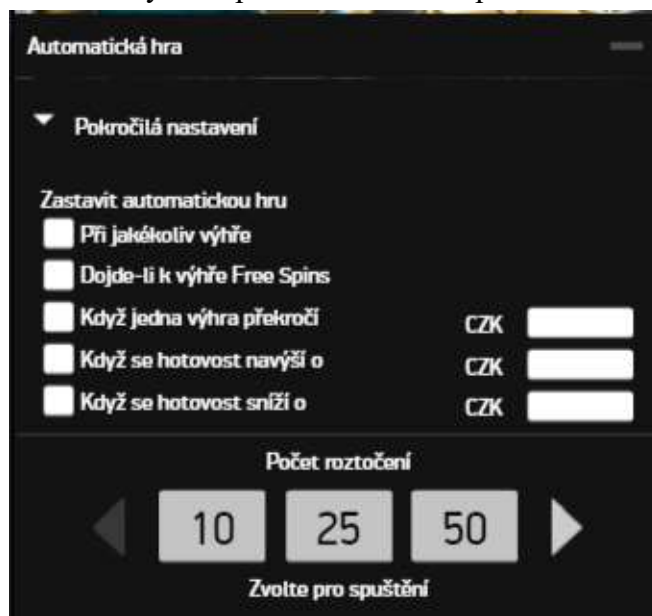 Automatická hra
Pokročilá nastavení
Zastavit automatickou hru
Při jakékoliv výhře
Dojde-li k výhře Free Spins
Když jedna výhra překročí CZK
Když se hotovost navýší o CZK
Když se hotovost sníží o CZK
Počet roztočení
10 25 50
Zvolte pro spuštění